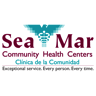 Sea Mar
Community Health Centers
Clínica de la Comunidad
Exceptional service. Every person. Every time.